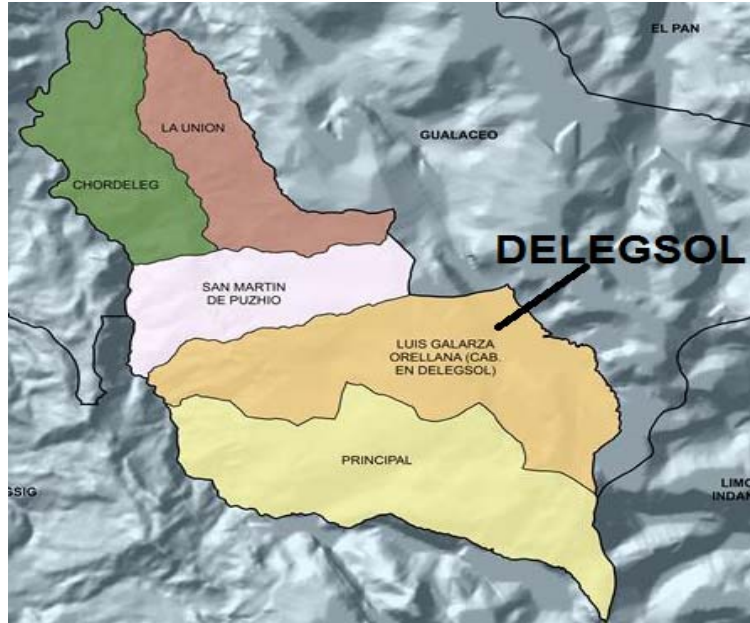 EL PAN
LA UNION
GUALACEO
CHORDELEG
DELEGSOL
SAN MARTIN
DE PUZHIO
LUIS GALARZA
ORELLANA (CAB.
EN DELEGSOL)
PRINCIPAL
GSIG
LIMO
INDAN